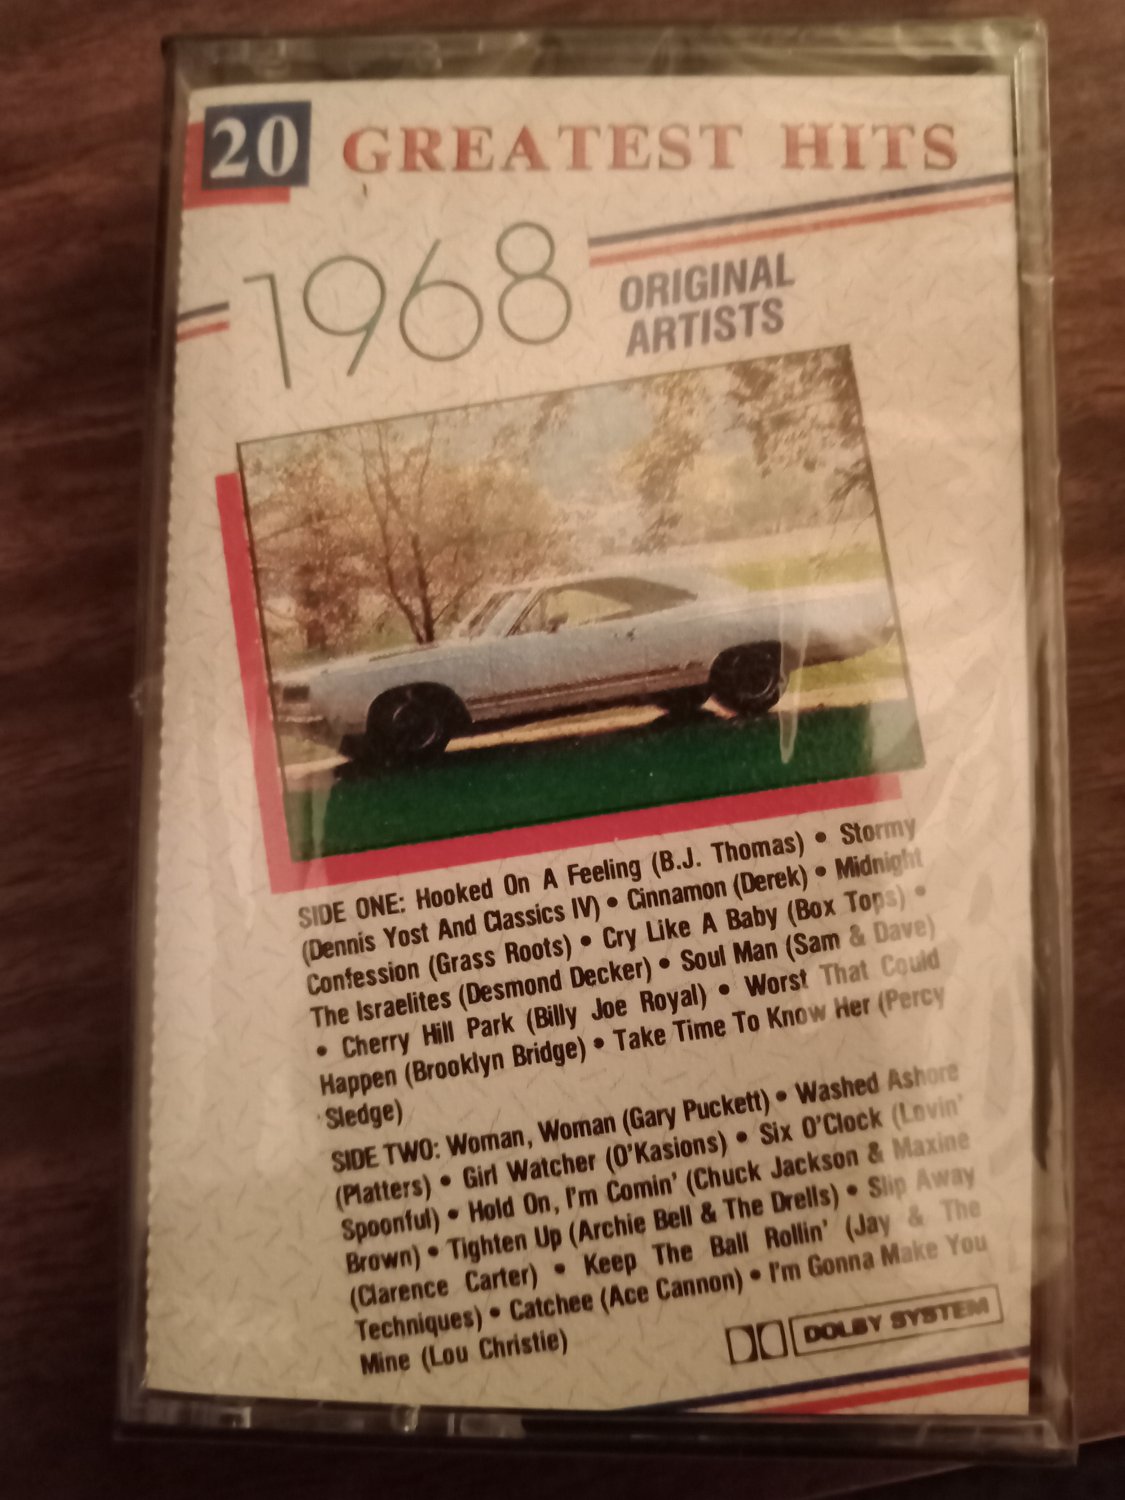 20 GREATEST HITS
1968
ORIGINAL
ARTISTS
SIDE ONE: Hooked On A Feeling (B.J. Thomas) • Stormy
(Dennis Yost And Classics IV) • Cinnamon (Derek) • Midnight
Confession (Grass Roots) • Cry Like A Baby (Box Tops) •
The Israelites (Desmond Decker) • Soul Man (Sam & Dave)
• Cherry Hill Park (Billy Joe Royal) • Worst That Could
Happen (Brooklyn Bridge) • Take Time To Know Her (Percy
Sledge)
SIDE TWO: Woman, Woman (Gary Puckett) • Washed Ashore
(Platters) • Girl Watcher (O'Kasions) • Six O'Clock (Lovin'
Spoonful) • Hold On, I'm Comin' (Chuck Jackson & Maxine
Brown) • Tighten Up (Archie Bell & The Drells) • Slip Away
(Clarence Carter) • Keep The Ball Rollin' (Jay & The
Techniques) • Catchee (Ace Cannon) • I'm Gonna Make You
Mine (Lou Christie)
DOLBY SYSTEM